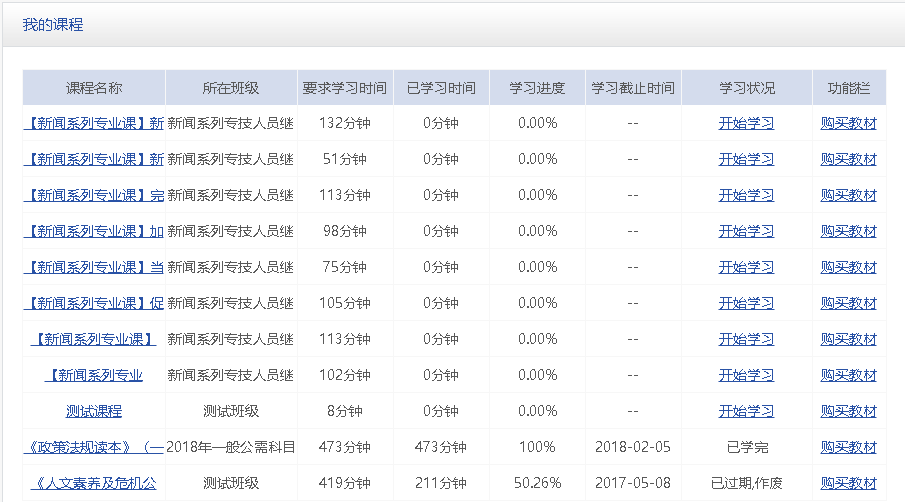 我的课程
课程名称 所在班级 要求学习时间 已学习时间 学习进度 学习截止时间 学习状况 功能栏
【新闻系列专业课】新 新闻系列专技人员继 132分钟 0分钟 0.00% -- 开始学习 购买教材
【新闻系列专业课】新 新闻系列专技人员继 51分钟 0分钟 0.00% -- 开始学习 购买教材
【新闻系列专业课】完 新闻系列专技人员继 113分钟 0分钟 0.00% -- 开始学习 购买教材
【新闻系列专业课】加 新闻系列专技人员继 98分钟 0分钟 0.00% -- 开始学习 购买教材
【新闻系列专业课】当 新闻系列专技人员继 75分钟 0分钟 0.00% -- 开始学习 购买教材
【新闻系列专业课】促 新闻系列专技人员继 105分钟 0分钟 0.00% -- 开始学习 购买教材
【新闻系列专业课】 新闻系列专技人员继 113分钟 0分钟 0.00% -- 开始学习 购买教材
【新闻系列专业 新闻系列专技人员继 102分钟 0分钟 0.00% -- 开始学习 购买教材
测试课程 测试班级 8分钟 0分钟 0.00% -- 开始学习 购买教材
《政策法规读本》（一 2018年一般公需科目 473分钟 473分钟 100% 2018-02-05 已学完 购买教材
《人文素养及危机公 测试班级 419分钟 211分钟 50.26% 2017-05-08 已过期,作废 购买教材